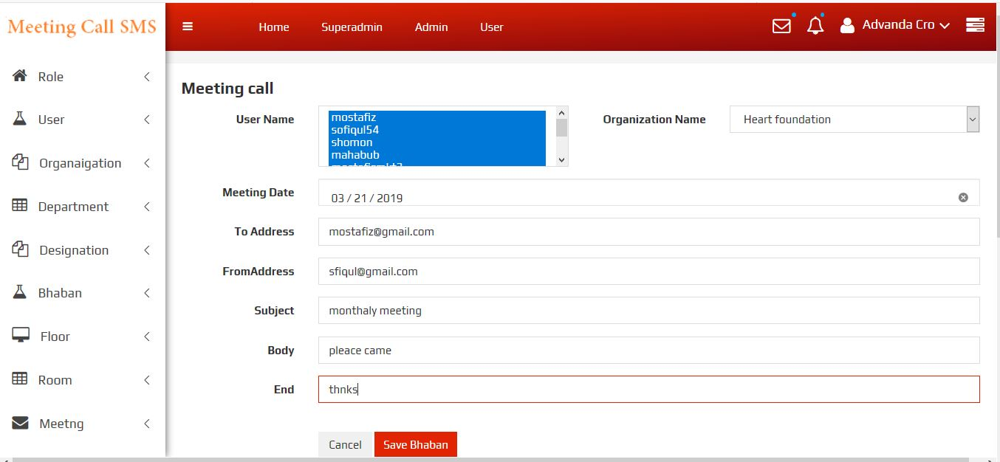 Meeting Call SMS
Home Superadmin Admin User Advanda Cro
Role
User
Organaigation
Department
Designation
Bhaban
Floor
Room
Meetng
Meeting call
User Name
mostafiz
sofiqul54
shomon
mahabub
Organization Name Heart foundation
Meeting Date 03 / 21 / 2019
To Address mostafiz@gmail.com
FromAddress sfiqul@gmail.com
Subject monthaly meeting
Body pleace came
End thnks
Cancel Save Bhaban